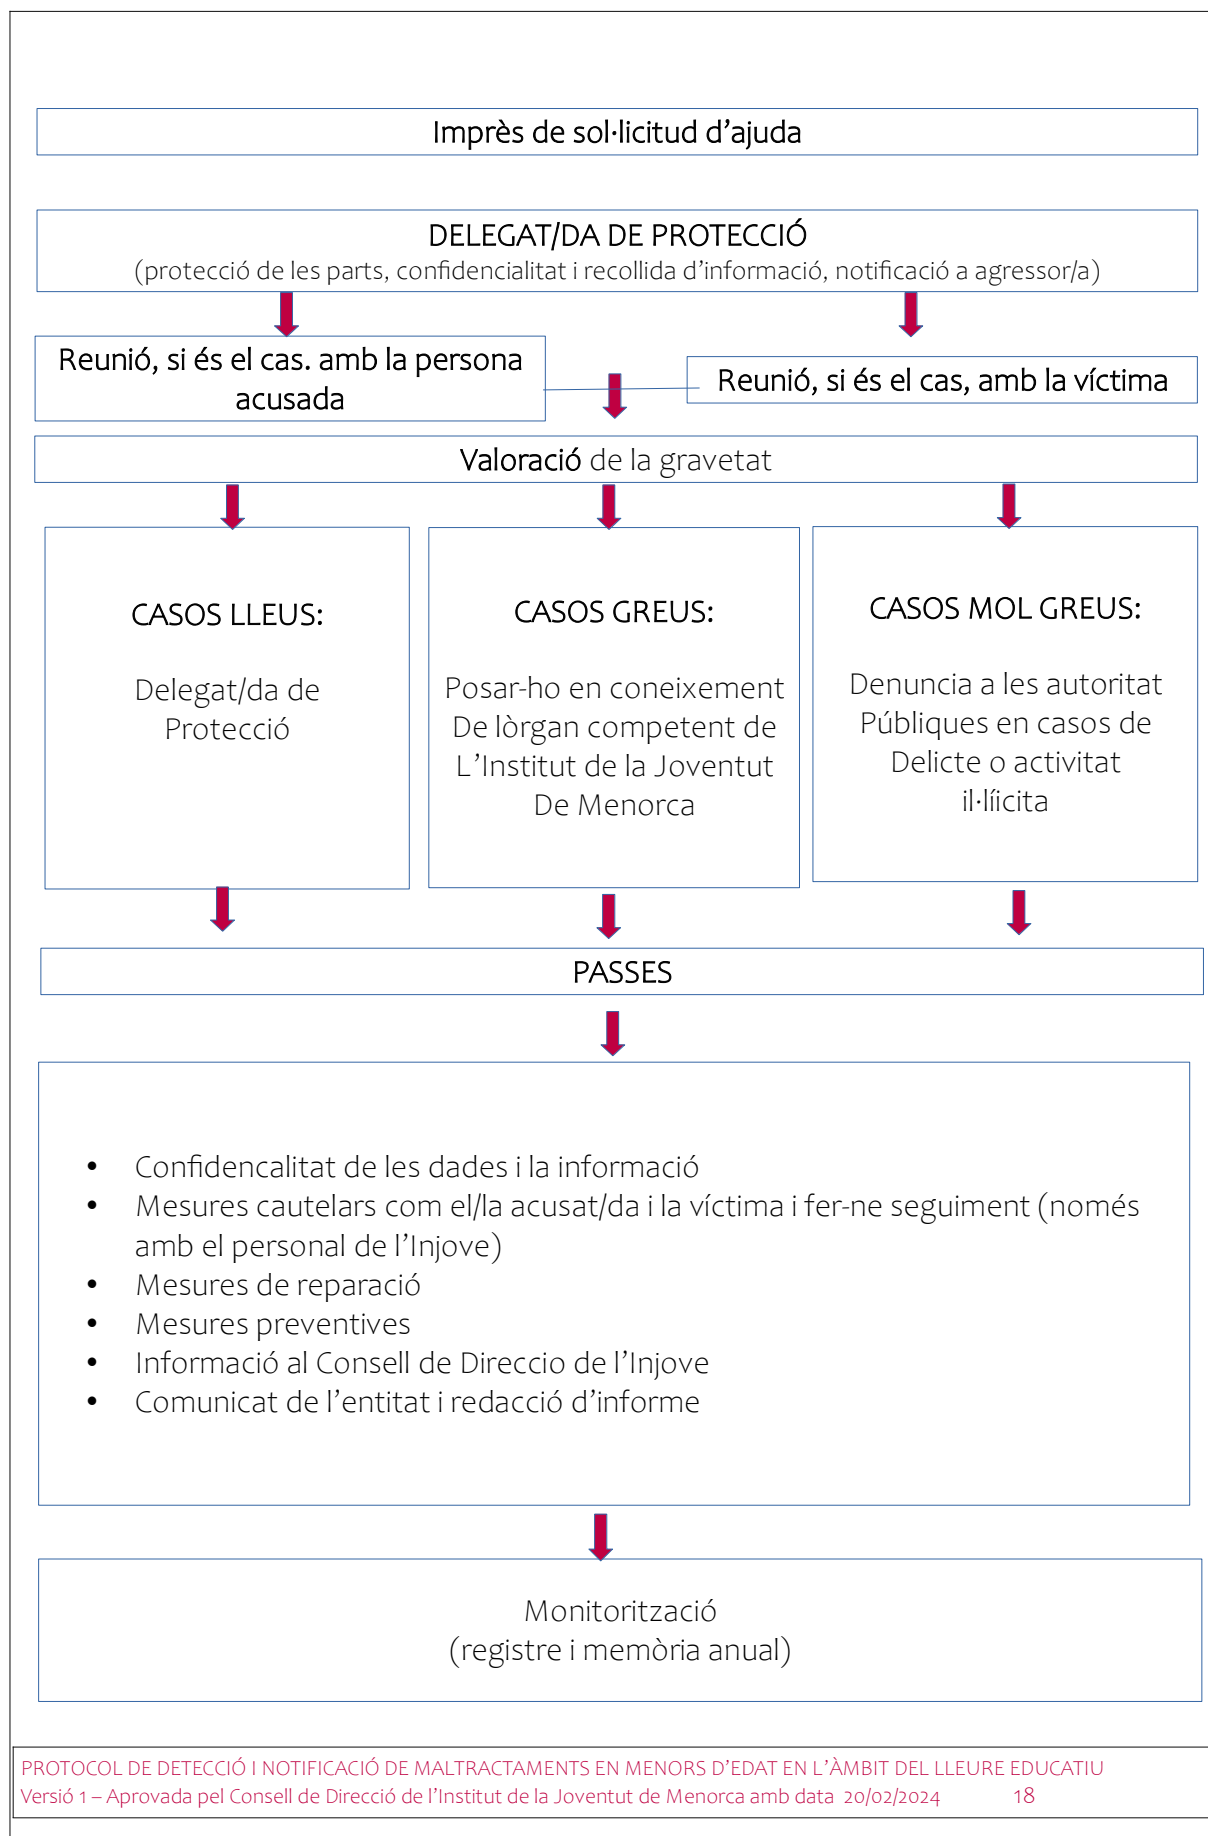 Imprès de sol·licitud d'ajuda
DELEGAT/DA DE PROTECCIÓ
(protecció de les parts, confidencialitat i recollida d'informació, notificació a agressor/a)
Reunió, si és el cas. amb la persona
acusada
Reunió, si és el cas, amb la víctima
Valoració de la gravetat
CASOS LLEUS:
Delegat/da de
Protecció
CASOS GREUS:
Posar-ho en coneixement
De lòrgan competent de
L'Institut de la Joventut
De Menorca
CASOS MOL GREUS:
Denuncia a les autoritat
Públiques en casos de
Delicte o activitat
il·líicita
PASSES
• Confidencalitat de les dades i la informació
• Mesures cautelars com el/la acusat/da i la víctima i fer-ne seguiment (només
amb el personal de l'Injove)
• Mesures de reparació
• Mesures preventives
• Informació al Consell de Direccio de l'Injove
• Comunicat de l'entitat i redacció d'informe
Monitorització
(registre i memòria anual)
PROTOCOL DE DETECCIÓ I NOTIFICACIÓ DE MALTRACTAMENTS EN MENORS D'EDAT EN L'ÀMBIT DEL LLEURE EDUCATIU
Versió 1 – Aprovada pel Consell de Direcció de l'Institut de la Joventut de Menorca amb data 20/02/2024 18